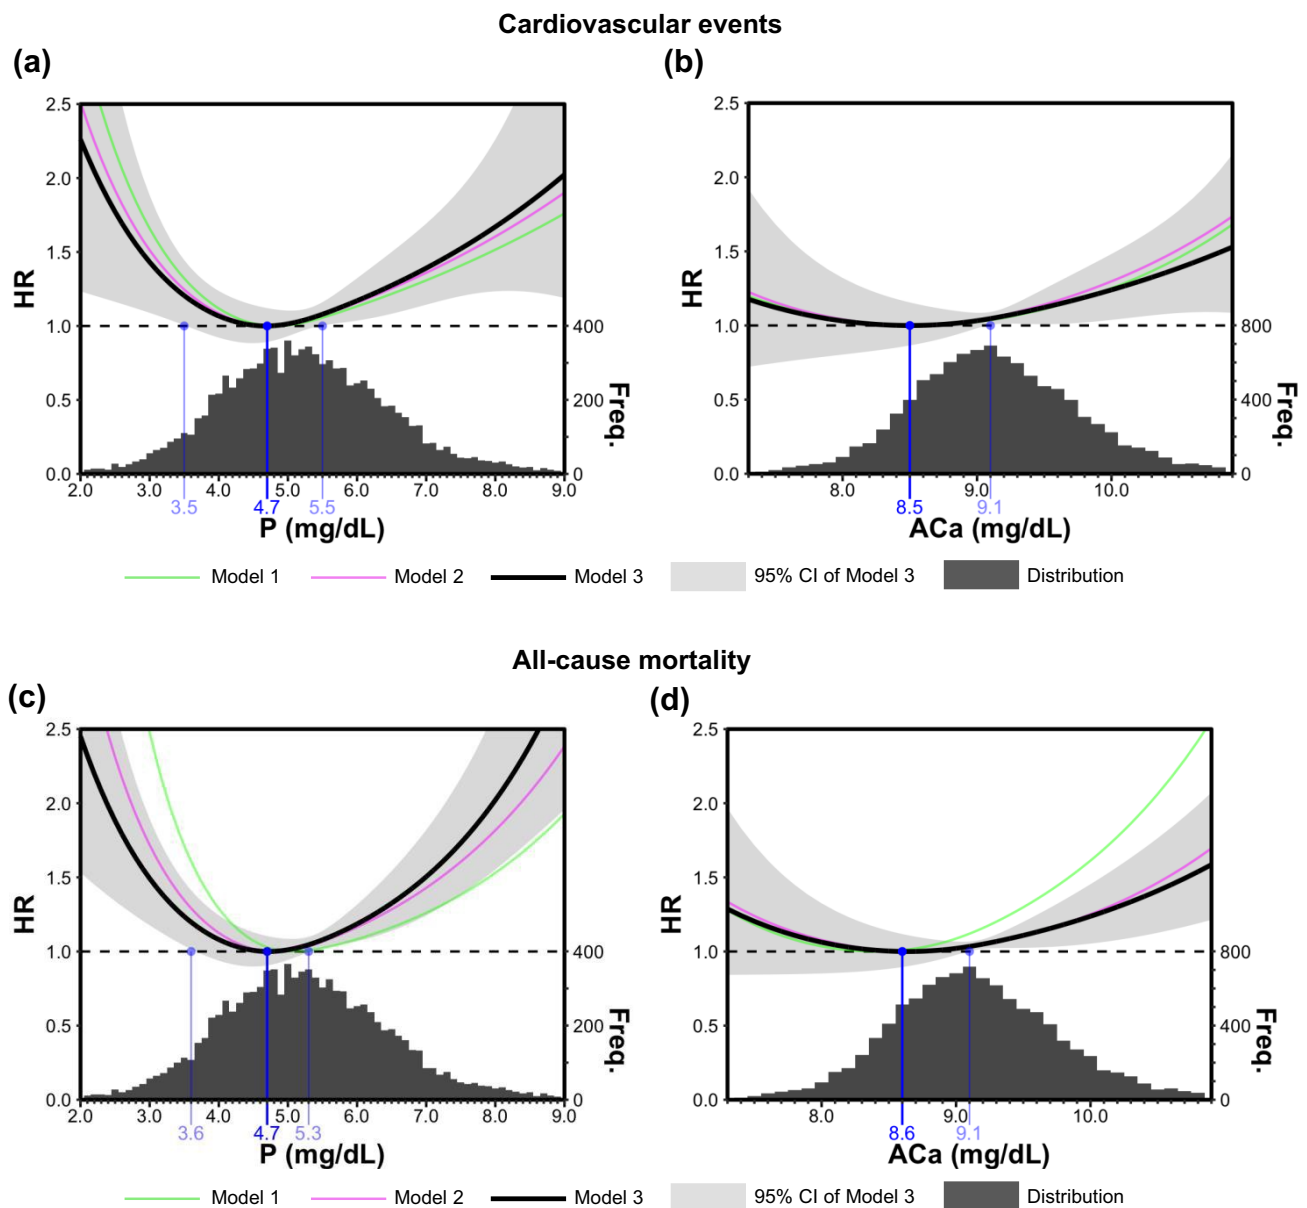 Cardiovascular events
(a)
(b)
2.5
2.0
1.5
1.0
0.5
0.0
HR
400
200
0
Freq.
2.0 3.0 4.0 5.0 6.0 7.0 8.0 9.0
3.5 4.7 5.5
P (mg/dL)
2.5
2.0
1.5
1.0
0.5
0.0
HR
800
400
0
Freq.
8.0 9.0 10.0
8.5 9.1
ACa (mg/dL)
Model 1 Model 2 Model 3 95% CI of Model 3 Distribution
All-cause mortality
(c)
(d)
2.5
2.0
1.5
1.0
0.5
0.0
HR
400
200
0
Freq.
2.0 3.0 4.0 5.0 6.0 7.0 8.0 9.0
3.6 4.7 5.3
P (mg/dL)
2.5
2.0
1.5
1.0
0.5
0.0
HR
800
400
0
Freq.
8.0 9.0 10.0
8.6 9.1
ACa (mg/dL)
Model 1 Model 2 Model 3 95% CI of Model 3 Distribution